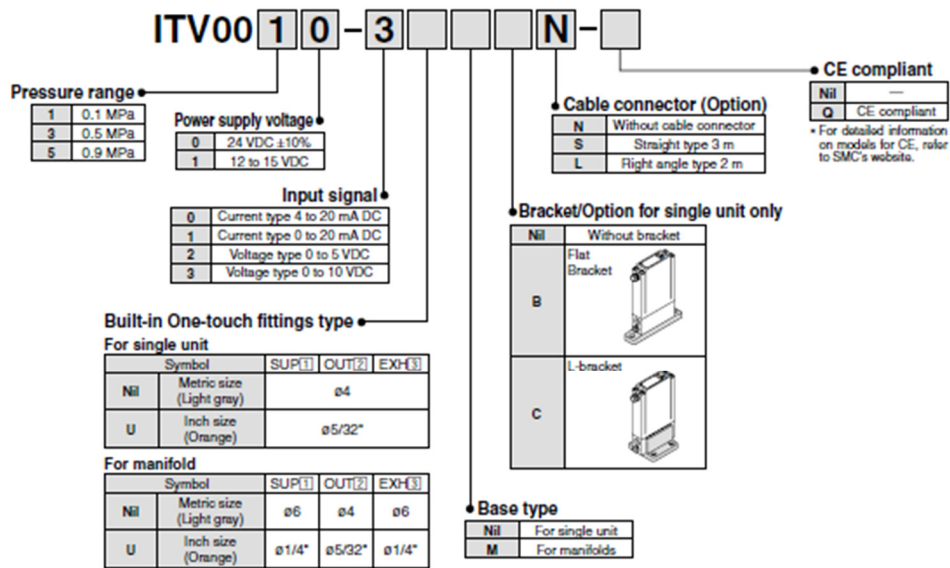 ITV00 1 0 - 3 N -
CE compliant
Nil —
Q CE compliant
* For detailed information
on models for CE, refer
to SMC's website.
Pressure range
1 0.1 MPa
3 0.5 MPa
5 0.9 MPa
Power supply voltage
0 24 VDC ±10%
1 12 to 15 VDC
Cable connector (Option)
N Without cable connector
S Straight type 3 m
L Right angle type 2 m
Input signal
0 Current type 4 to 20 mA DC
1 Current type 0 to 20 mA DC
2 Voltage type 0 to 5 VDC
3 Voltage type 0 to 10 VDC
Bracket/Option for single unit only
Nil Without bracket
B Flat
Bracket
C L-bracket
Built-in One-touch fittings type
For single unit
Symbol SUP1 OUT2 EXH3
Nil Metric size
(Light gray) ø4
U Inch size
(Orange) ø5/32"
For manifold
Symbol SUP1 OUT2 EXH3
Nil Metric size
(Light gray) ø6 ø4 ø6
U Inch size
(Orange) ø1/4" ø5/32" ø1/4"
Base type
Nil For single unit
M For manifolds